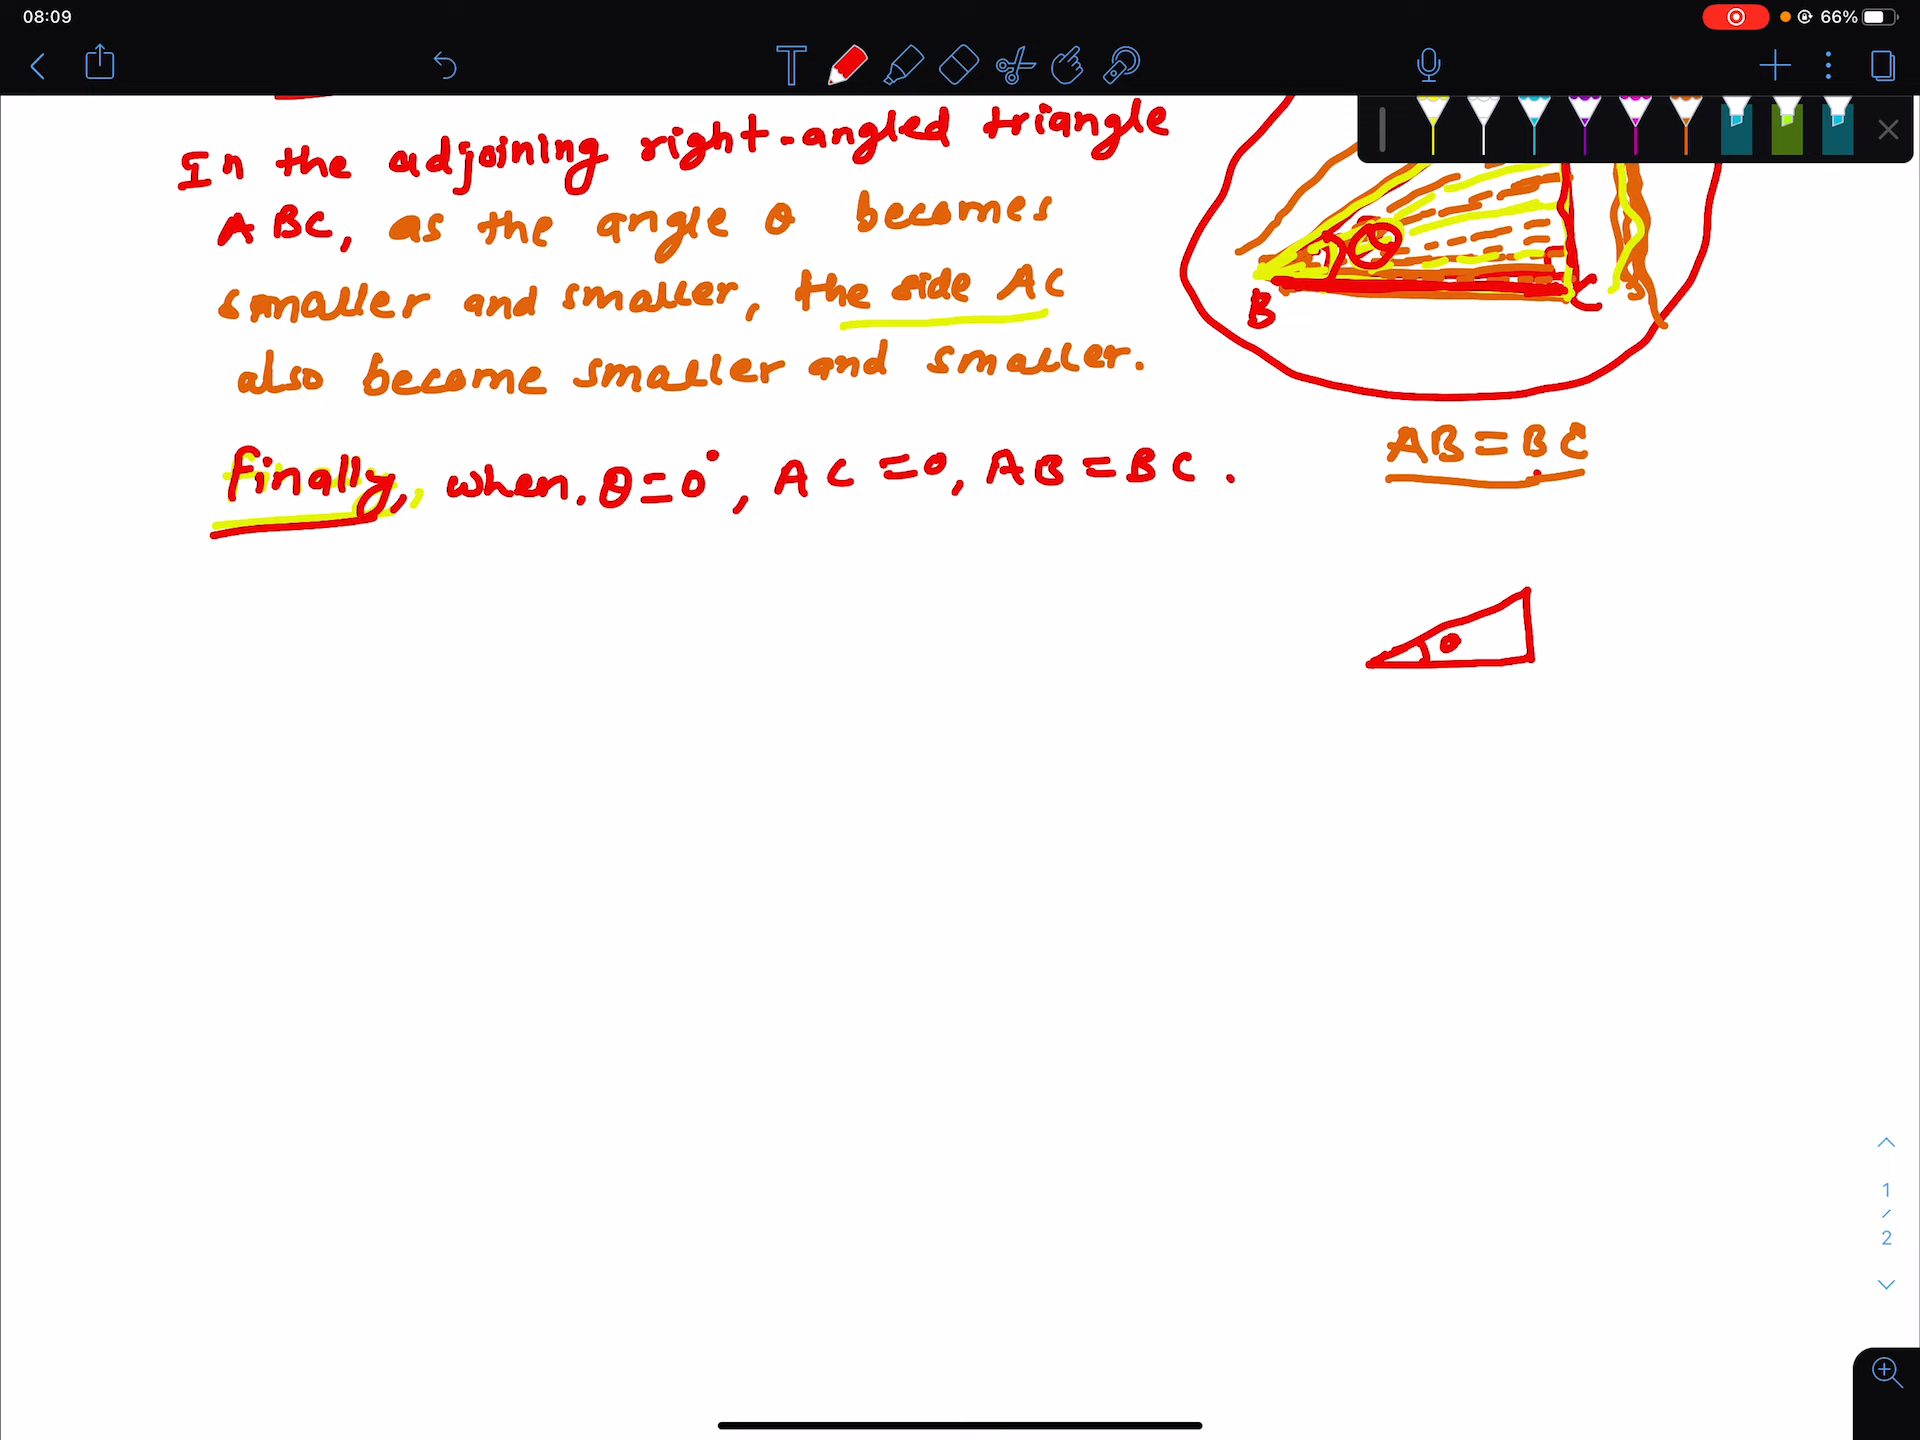 08:09
66%
In the adjoining right-angled triangle
ABC, as the angle θ becomes
smaller and smaller, the side AC
also become smaller and smaller.
Finally, when. θ=0°, AC=0, AB=BC.
θ
B
C
AB=BC
θ
1
/
2